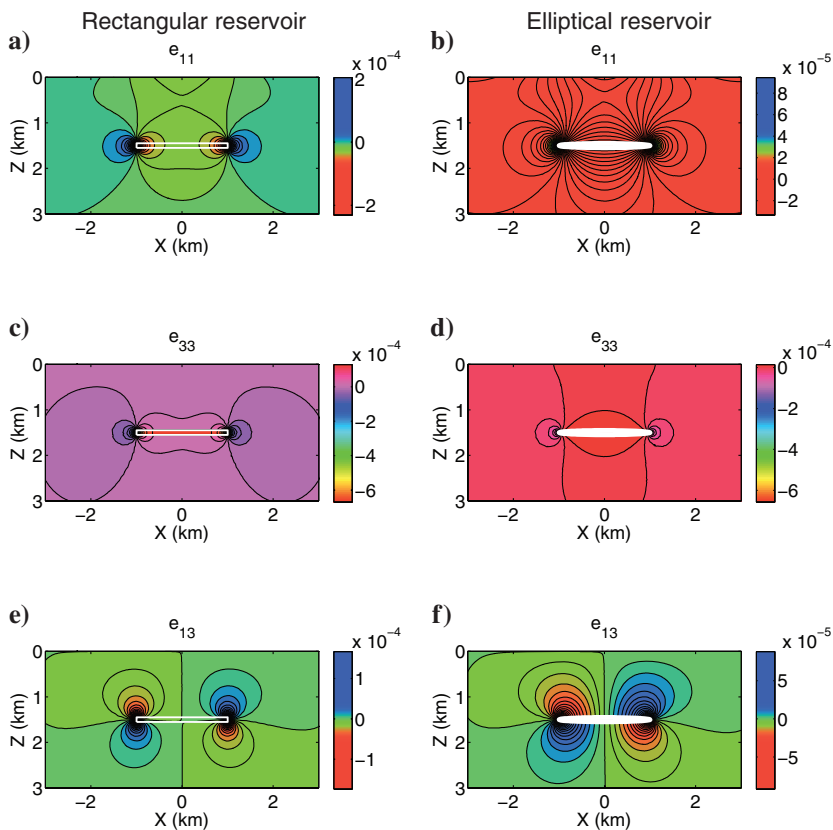 Rectangular reservoir
Elliptical reservoir
a)
e11
x 10−4
0
1
2
3
Z (km)
−2
0
2
X (km)
2
0
−2
b)
e11
x 10−5
0
1
2
3
Z (km)
−2
0
2
X (km)
8
6
4
2
0
−2
c)
e33
x 10−4
0
1
2
3
Z (km)
−2
0
2
X (km)
0
−2
−4
−6
d)
e33
x 10−4
0
1
2
3
Z (km)
−2
0
2
X (km)
0
−2
−4
−6
e)
e13
x 10−4
0
1
2
3
Z (km)
−2
0
2
X (km)
1
0
−1
f)
e13
x 10−5
0
1
2
3
Z (km)
−2
0
2
X (km)
5
0
−5